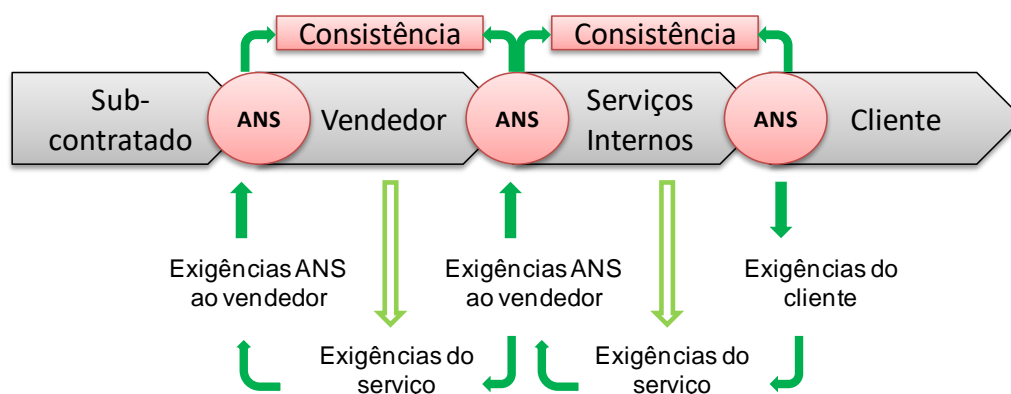 Consistência
Consistência
Sub-
contratado
ANS
Vendedor
ANS
Serviços
Internos
ANS
Cliente
Exigências ANS
ao vendedor
Exigências ANS
ao vendedor
Exigências do
cliente
Exigências do
servico
Exigências do
servico